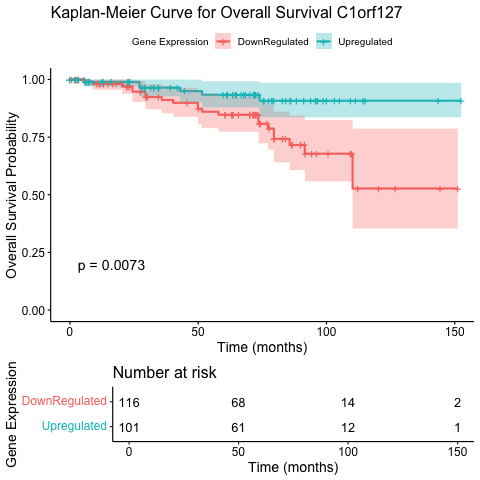 Kaplan-Meier Curve for Overall Survival C1orf127
Gene Expression DownRegulated Upregulated
Overall Survival Probability
1.00
0.75
0.50
0.25
0.00
p = 0.0073
0 50 100 150
Time (months)
Number at risk
Gene Expression
DownRegulated 116 68 14 2
Upregulated 101 61 12 1
0 50 100 150
Time (months)